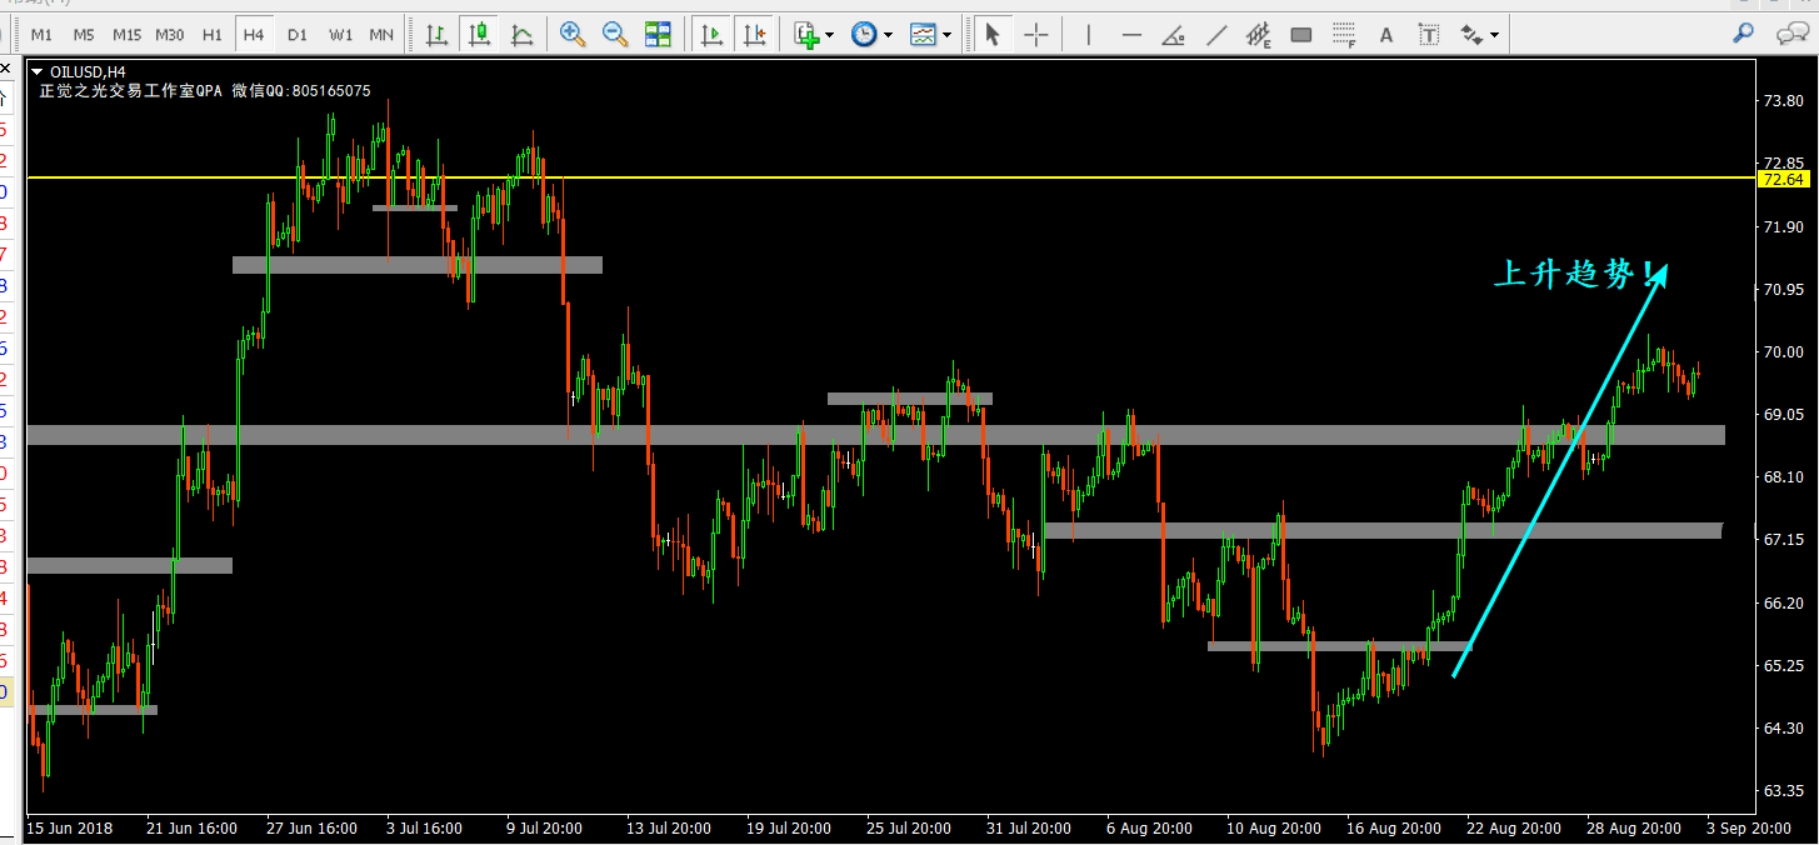 M1 M5 M15 M30 H1 H4 D1 W1 MN
E F A T
OILUSD,H4
正觉之光交易工作室QPA 微信QQ:805165075
73.80
72.85
72.64
71.90
上升趋势!
70.95
70.00
69.05
68.10
67.15
66.20
65.25
64.30
63.35
15 Jun 2018 21 Jun 16:00 27 Jun 16:00 3 Jul 16:00 9 Jul 20:00 13 Jul 20:00 19 Jul 20:00 25 Jul 20:00 31 Jul 20:00 6 Aug 20:00 10 Aug 20:00 16 Aug 20:00 22 Aug 20:00 28 Aug 20:00 3 Sep 20:00